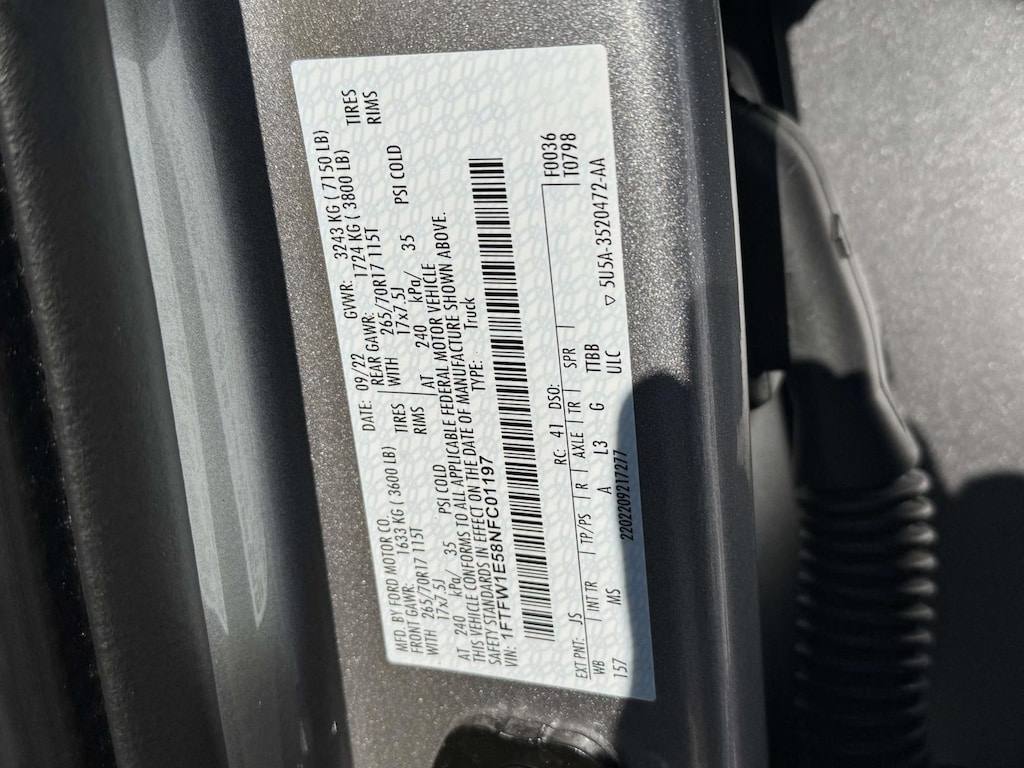 MFD. BY FORD MOTOR CO. DATE: 09/22 GVWR: 3243 KG ( 7150 LB)
FRONT GAWR: 1633 KG ( 3600 LB) REAR GAWR: 1724 KG ( 3800 LB)
WITH 265/70R17 115T TIRES WITH 265/70R17 115T TIRES
17x7.5J RIMS 17x7.5J RIMS
AT 240 kPa/ 35 PSI COLD AT 240 kPa/ 35 PSI COLD
THIS VEHICLE CONFORMS TO ALL APPLICABLE FEDERAL MOTOR VEHICLE
SAFETY STANDARDS IN EFFECT ON THE DATE OF MANUFACTURE SHOWN ABOVE.
VIN: 1FTFW1E58NFC01197 TYPE: Truck
EXT PNT: JS RC: 41 DSO: F0036
WB INT TR TP/PS R AXLE TR SPR T0798
157 MS A L3 G TTBB
ULC
2202209217277
▽ 5U5A-3520472-AA